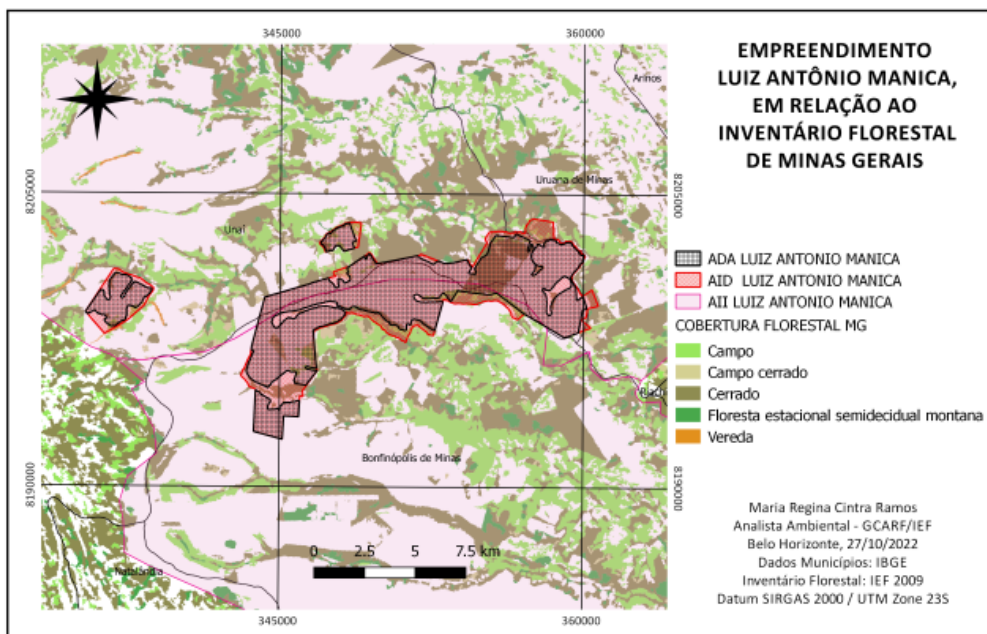 EMPREENDIMENTO
LUIZ ANTÔNIO MANICA,
EM RELAÇÃO AO
INVENTÁRIO FLORESTAL
DE MINAS GERAIS
345000
360000
Arinos
Uruana de Minas
8205000
8205000
Unaí
ADA LUIZ ANTONIO MANICA
AID LUIZ ANTONIO MANICA
AII LUIZ ANTONIO MANICA
COBERTURA FLORESTAL MG
Campo
Campo cerrado
Cerrado
Floresta estacional semidecidual montana
Vereda
Bonfinópolis de Minas
8190000
8190000
0 2.5 5 7.5 km
Natalândia
345000
360000
Maria Regina Cintra Ramos
Analista Ambiental - GCARF/IEF
Belo Horizonte, 27/10/2022
Dados Municípios: IBGE
Inventário Florestal: IEF 2009
Datum SIRGAS 2000 / UTM Zone 23S